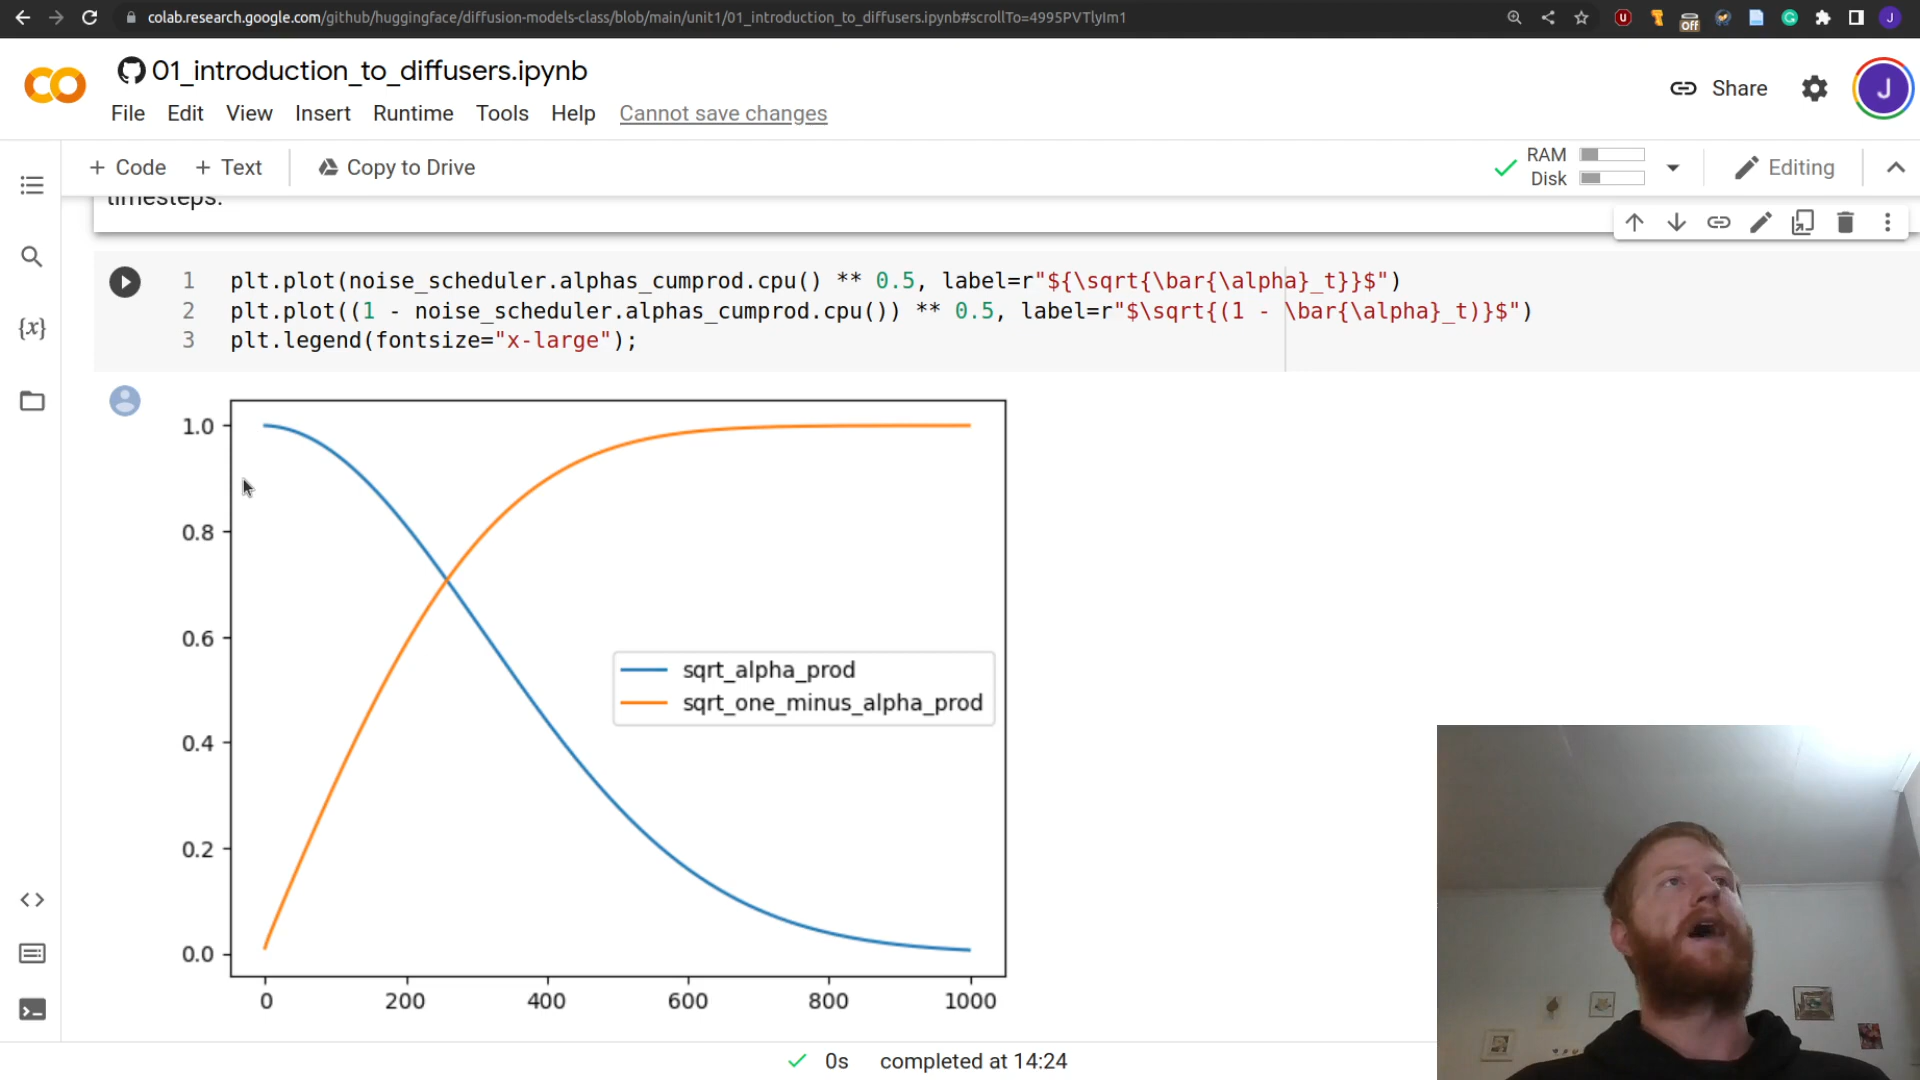 colab.research.google.com/github/huggingface/diffusion-models-class/blob/main/unit1/01_introduction_to_diffusers.ipynb#scrollTo=4995PVTlyIm1
Off
J
01_introduction_to_diffusers.ipynb
Share
J
File Edit View Insert Runtime Tools Help Cannot save changes
+ Code + Text Copy to Drive
RAM
Disk
Editing
timesteps:
1 plt.plot(noise_scheduler.alphas_cumprod.cpu() ** 0.5, label=r"${\sqrt{\bar{\alpha}_t}}$")
2 plt.plot((1 - noise_scheduler.alphas_cumprod.cpu()) ** 0.5, label=r"$\sqrt{(1 - \bar{\alpha}_t)}$")
3 plt.legend(fontsize="x-large");
{x}
1.0
0.8
0.6
0.4
0.2
0.0
sqrt_alpha_prod
sqrt_one_minus_alpha_prod
0 200 400 600 800 1000
0s completed at 14:24